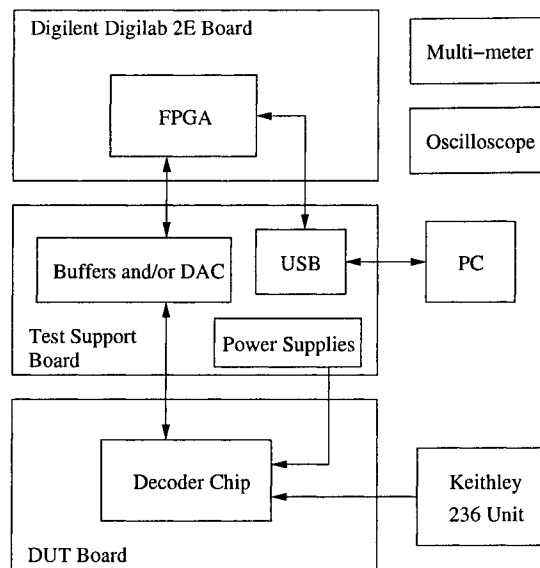 Digilent Digilab 2E Board
FPGA
Multi−meter
Oscilloscope
Buffers and/or DAC
USB
PC
Test Support
Board
Power Supplies
Decoder Chip
Keithley
236 Unit
DUT Board